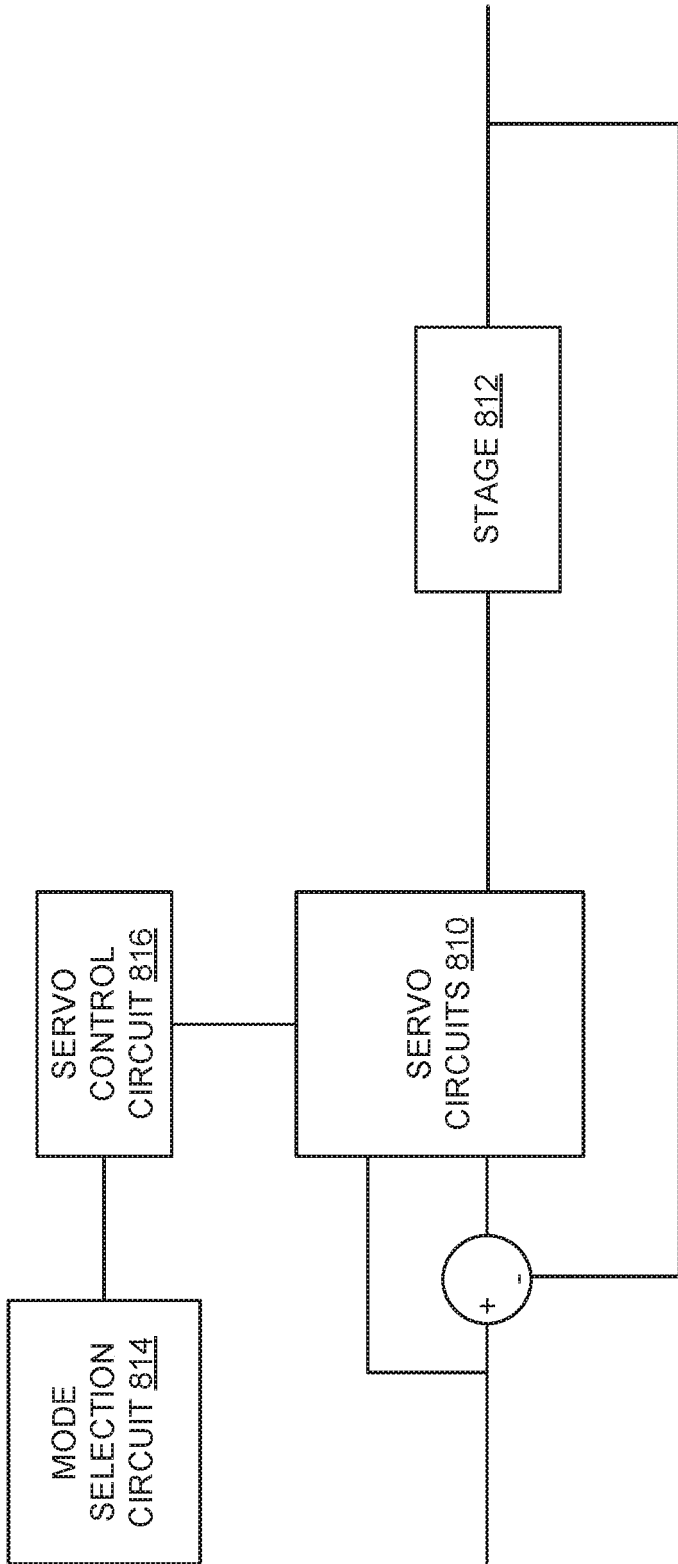 MODE
SELECTION
CIRCUIT 814
SERVO
CONTROL
CIRCUIT 816
SERVO
CIRCUITS 810
STAGE 812
+
-